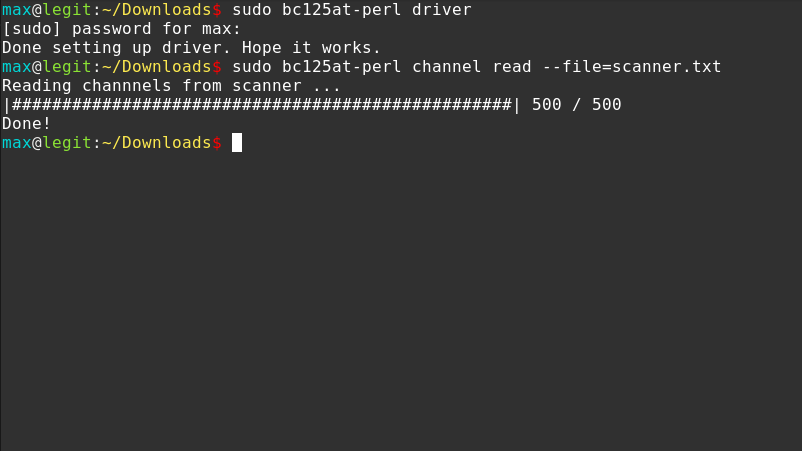 max@legit:~/Downloads$ sudo bc125at-perl driver
[sudo] password for max:
Done setting up driver. Hope it works.
max@legit:~/Downloads$ sudo bc125at-perl channel read --file=scanner.txt
Reading channnels from scanner ...
|##################################################| 500 / 500
Done!
max@legit:~/Downloads$